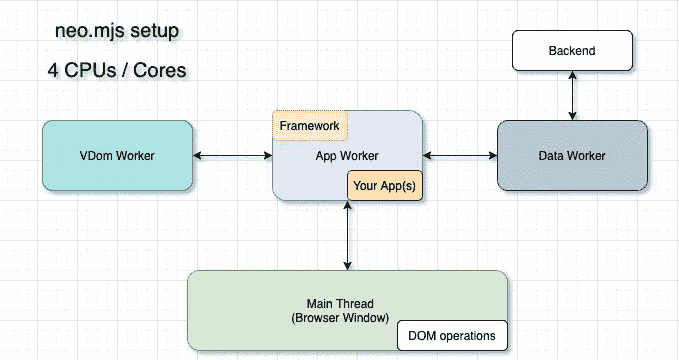 neo.mjs setup
4 CPUs / Cores
Backend
VDom Worker
Framework
App Worker
Your App(s)
Data Worker
Main Thread
(Browser Window)
DOM operations